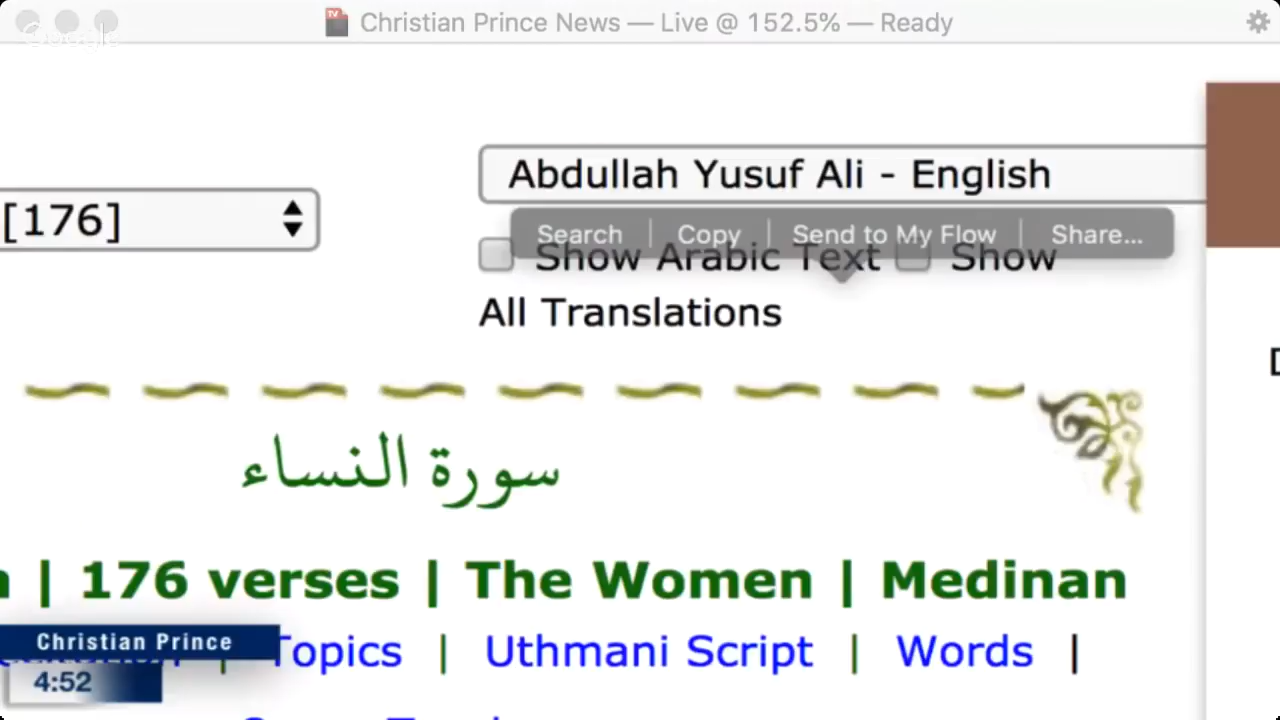 Christian Prince News — Live @ 152.5% — Ready
Google
Abdullah Yusuf Ali - English
[176]
Search | Copy | Send to My Flow | Share...
Show Arabic Text Show
All Translations
سورة النساء
| 176 verses | The Women | Medinan
Christian Prince
| Topics | Uthmani Script | Words |
4:52